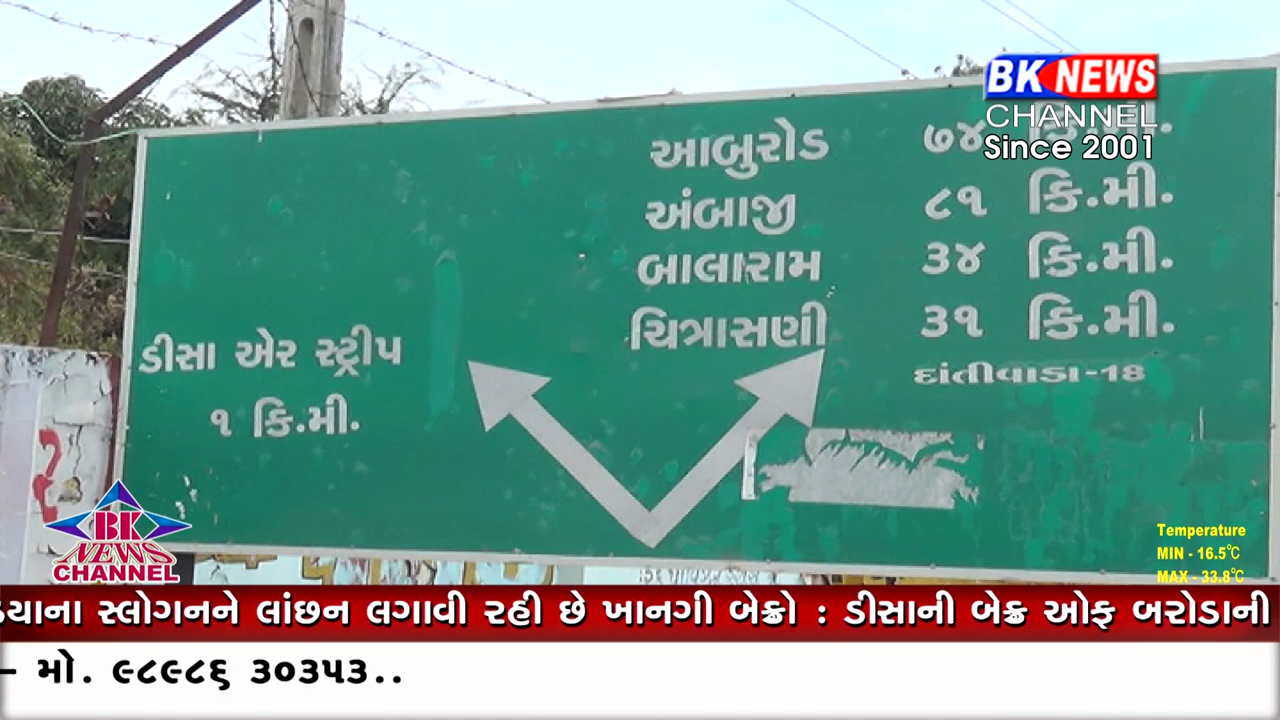 BK NEWS
CHANNEL
Since 2001
આબુરોડ ૭૪ કિ.મી.
અંબાજી ૮૧ કિ.મી.
બાલારામ ૩૪ કિ.મી.
ચિત્રાસણી ૩૧ કિ.મી.
દાંતીવાડા-18
ડીસા એર સ્ટ્રીપ
૧ કિ.મી.
BK
NEWS
CHANNEL
Temperature
MIN - 16.5℃
MAX - 33.8℃
સ્લોગનને લાંછન લગાવી રહી છે ખાનગી બેંક્રો : ડીસાની બેંક્ર ઓફ બરોડાની
– મો. ૯૮૯૮૬ ૩૦૩૫૩..